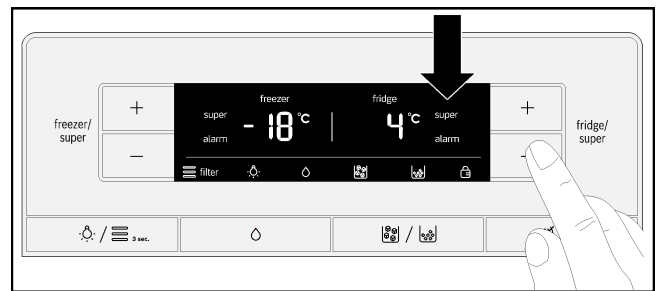 freezer/
super
+
–
freezer
super
alarm
- 18 °C
fridge
4 °C
super
alarm
filter
+
–
fridge/
super
/ 3 sec.
/